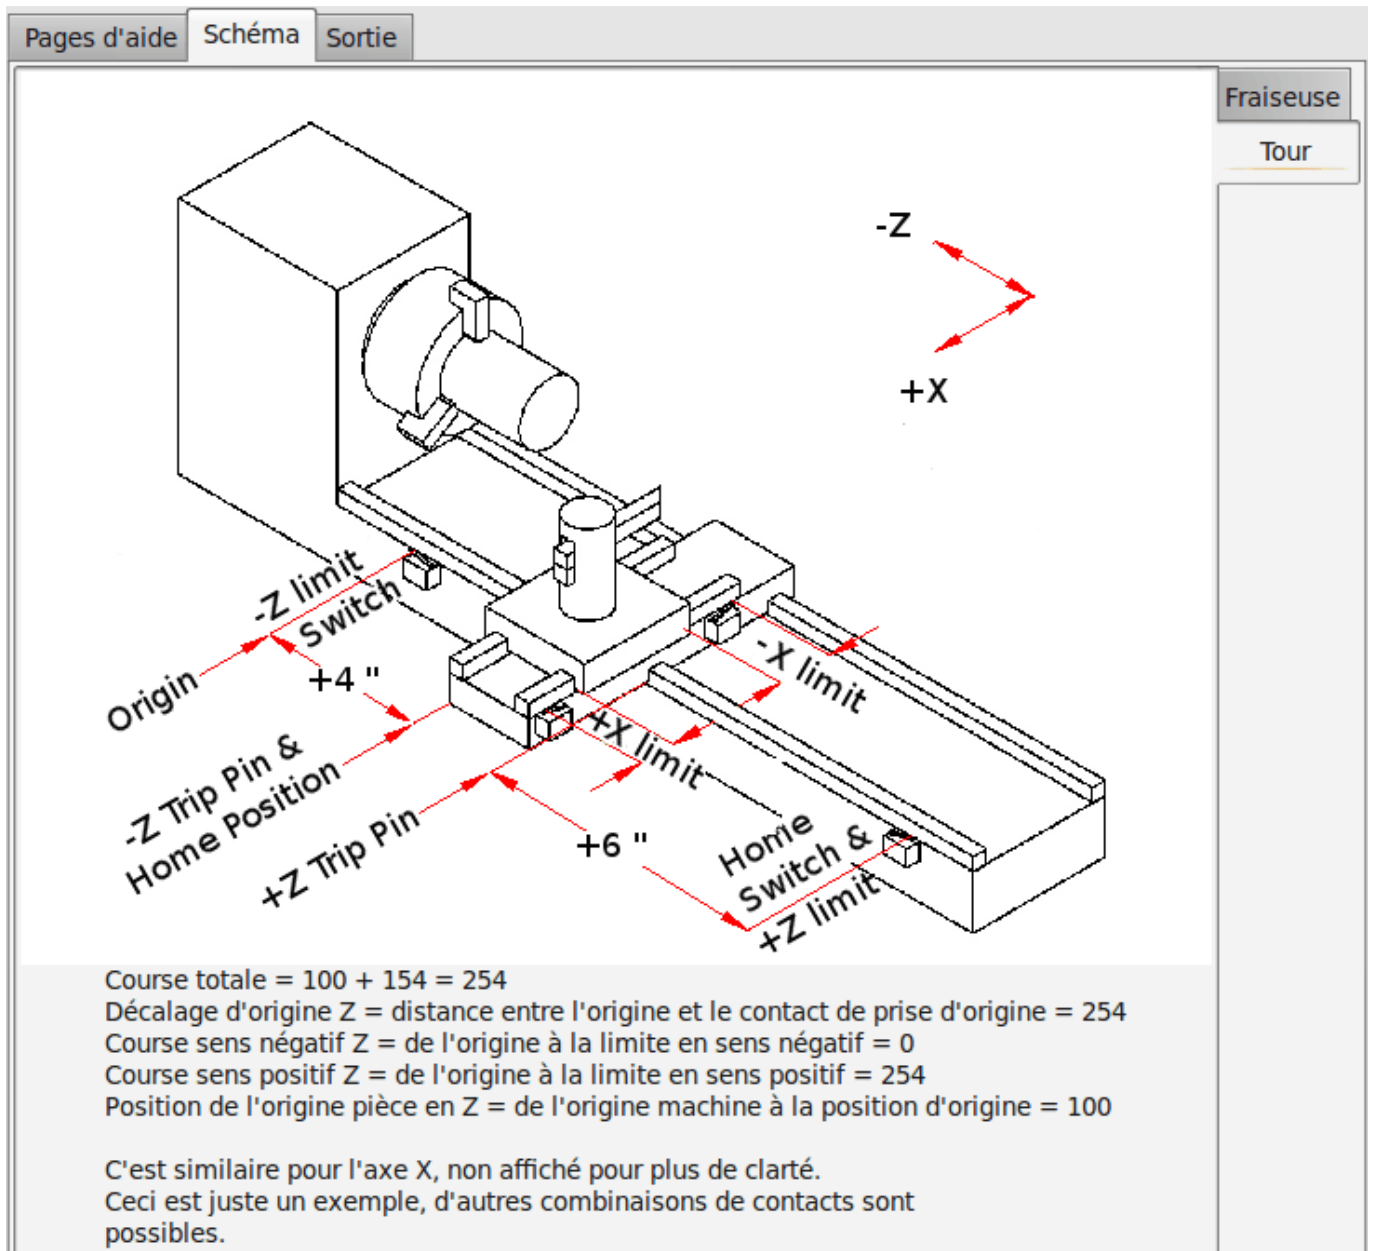 Pages d'aide
Schéma
Sortie
Fraiseuse
Tour
-Z
+X
-Z limit
Switch
Origin
+4 "
-X limit
+X limit
-Z Trip Pin &
Home Position
+Z Trip Pin
+6 "
Home
Switch &
+Z limit
Course totale = 100 + 154 = 254
Décalage d'origine Z = distance entre l'origine et le contact de prise d'origine = 254
Course sens négatif Z = de l'origine à la limite en sens négatif = 0
Course sens positif Z = de l'origine à la limite en sens positif = 254
Position de l'origine pièce en Z = de l'origine machine à la position d'origine = 100
C'est similaire pour l'axe X, non affiché pour plus de clarté.
Ceci est juste un exemple, d'autres combinaisons de contacts sont
possibles.